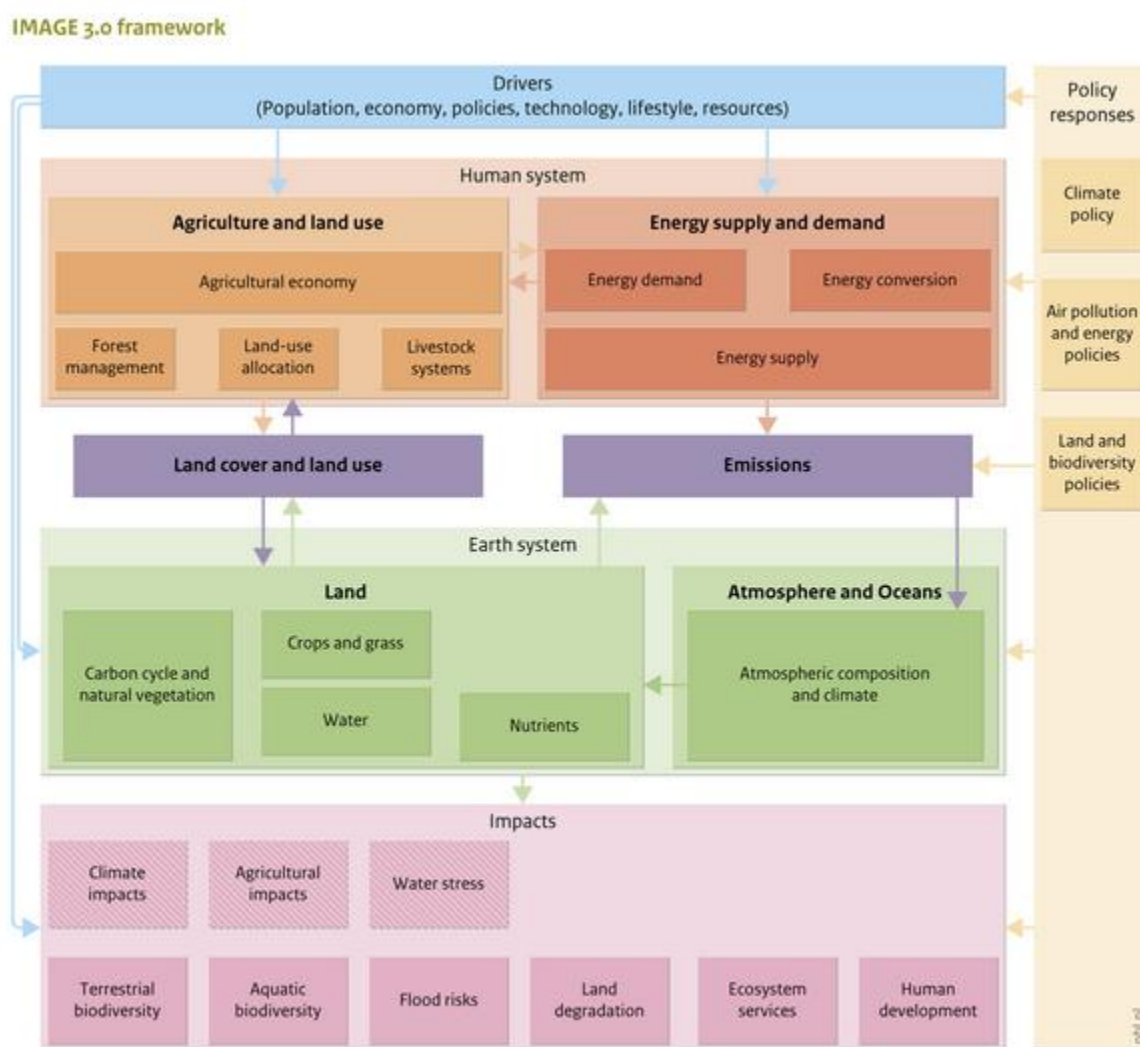 IMAGE 3.0 framework
Drivers
(Population, economy, policies, technology, lifestyle, resources)
Policy
responses
Human system
Agriculture and land use
Energy supply and demand
Climate
policy
Agricultural economy
Energy demand
Energy conversion
Air pollution
and energy
policies
Forest
management
Land-use
allocation
Livestock
systems
Energy supply
Land cover and land use
Emissions
Land and
biodiversity
policies
Earth system
Land
Atmosphere and Oceans
Carbon cycle and
natural vegetation
Crops and grass
Water
Nutrients
Atmospheric composition
and climate
Impacts
Climate
impacts
Agricultural
impacts
Water stress
Terrestrial
biodiversity
Aquatic
biodiversity
Flood risks
Land
degradation
Ecosystem
services
Human
development